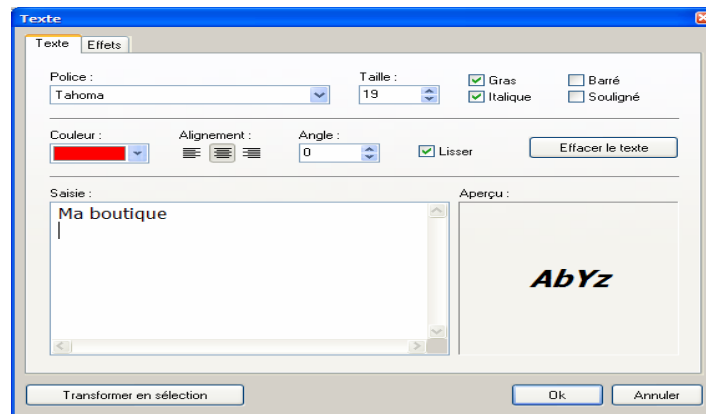 Texte
Texte Effets
Police : Taille :
Tahoma 19 Gras Barré
Italique Souligné
Couleur : Alignement : Angle :
0 Lisser Effacer le texte
Saisie : Aperçu :
Ma boutique
AbYz
Transformer en sélection Ok Annuler